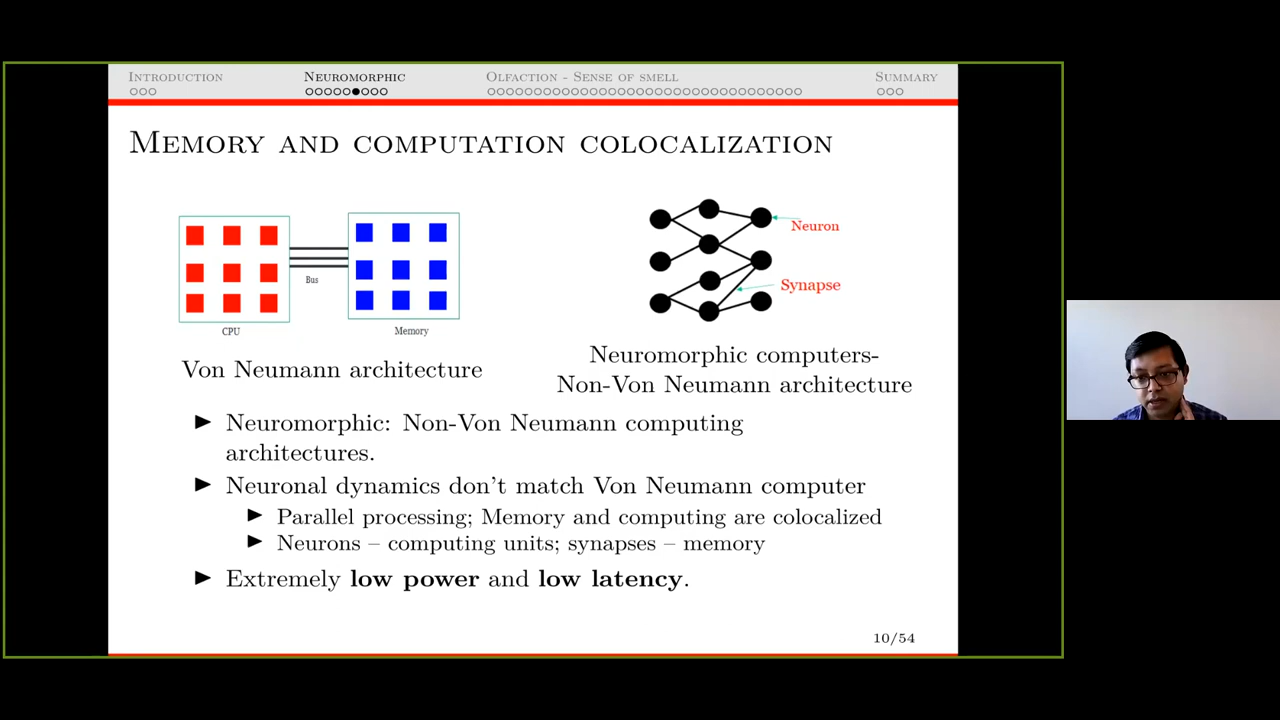 Introduction
Neuromorphic
Olfaction - Sense of smell
Summary
Memory and computation colocalization
Bus
CPU
Memory
Neuron
Synapse
Von Neumann architecture
Neuromorphic computers-
Non-Von Neumann architecture
Neuromorphic: Non-Von Neumann computing
architectures.
Neuronal dynamics don't match Von Neumann computer
Parallel processing; Memory and computing are colocalized
Neurons – computing units; synapses – memory
Extremely low power and low latency.
10/54